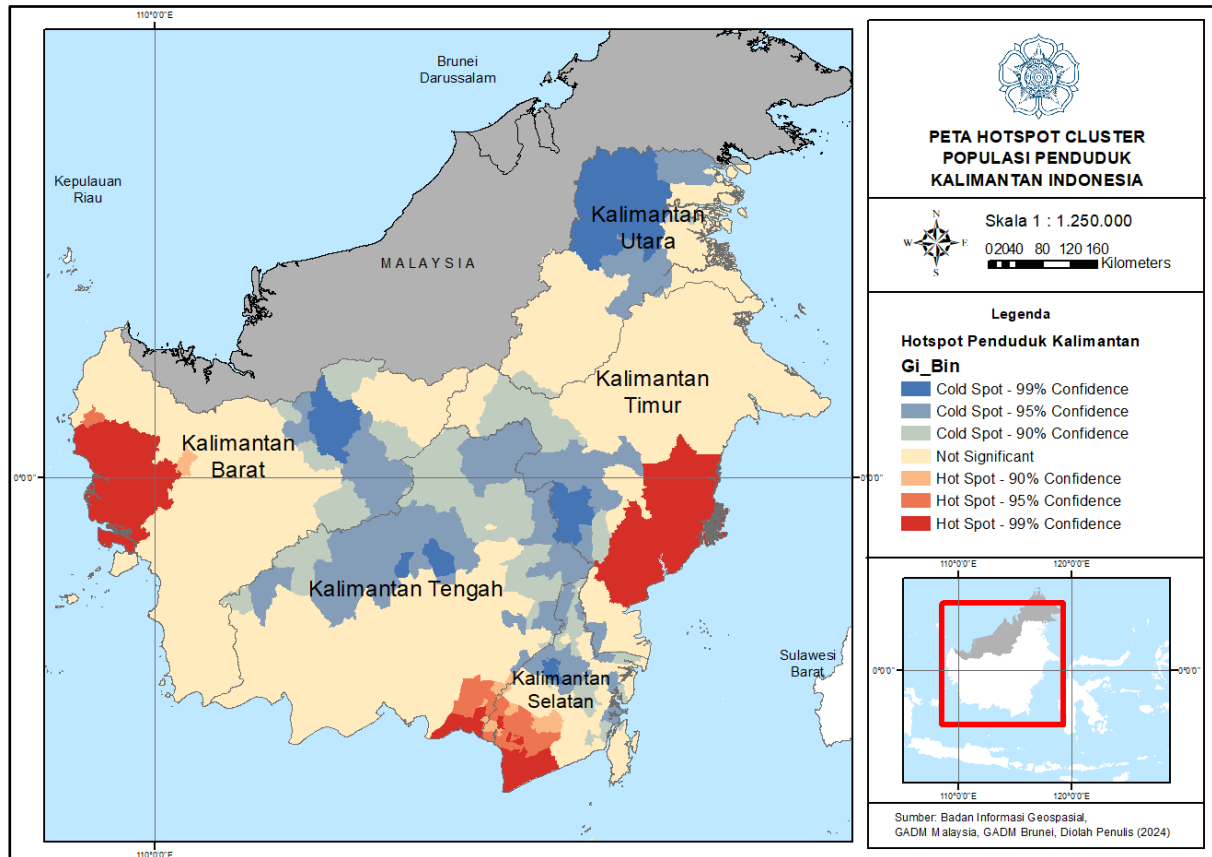 110°0'0"E
Brunei
Darussalam
Kepulauan
Riau
Kalimantan
Utara
MALAYSIA
Kalimantan
Timur
Kalimantan
Barat
0°0'0"
0°0'0"
Kalimantan Tengah
Sulawesi
Barat
Kalimantan
Selatan
110°0'0"E
PETA HOTSPOT CLUSTER
POPULASI PENDUDUK
KALIMANTAN INDONESIA
N
W
E
S
Skala 1 : 1.250.000
02040 80 120 160
Kilometers
Legenda
Hotspot Penduduk Kalimantan
Gi_Bin
Cold Spot - 99% Confidence
Cold Spot - 95% Confidence
Cold Spot - 90% Confidence
Not Significant
Hot Spot - 90% Confidence
Hot Spot - 95% Confidence
Hot Spot - 99% Confidence
110°0'0"E 120°0'0"E
0°0'0" 0°0'0"
110°0'0"E 120°0'0"E
Sumber: Badan Informasi Geospasial,
GADM Malaysia, GADM Brunei, Diolah Penulis (2024)